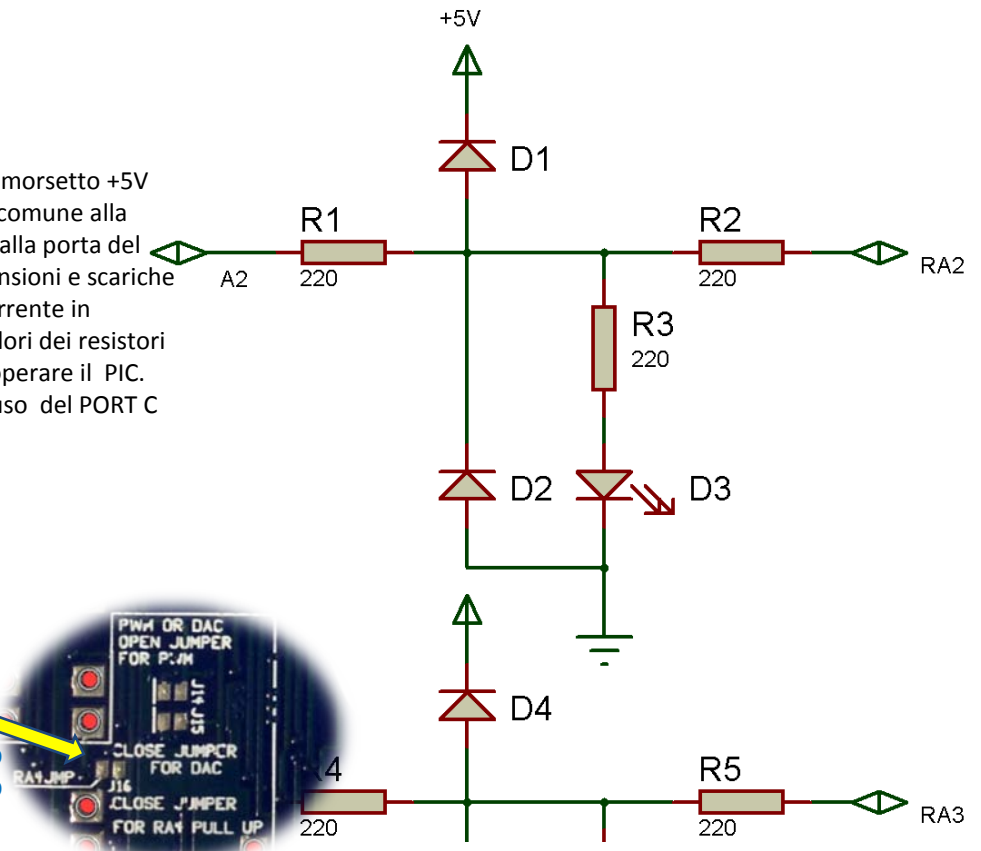 +5V
D1
morsetto +5V
comune alla
alla porta del
nsioni e scariche
rrente in
lori dei resistori
operare il PIC.
uso del PORT C
R1
220
A2
R2
220
RA2
R3
220
D2
D3
PWM OR DAC
OPEN JUMPER
FOR PWM
J14 J15
CLOSE JUMPER
FOR DAC
RA4JMP
J16
CLOSE JUMPER
FOR RA4 PULL UP
D4
4
220
R5
220
RA3